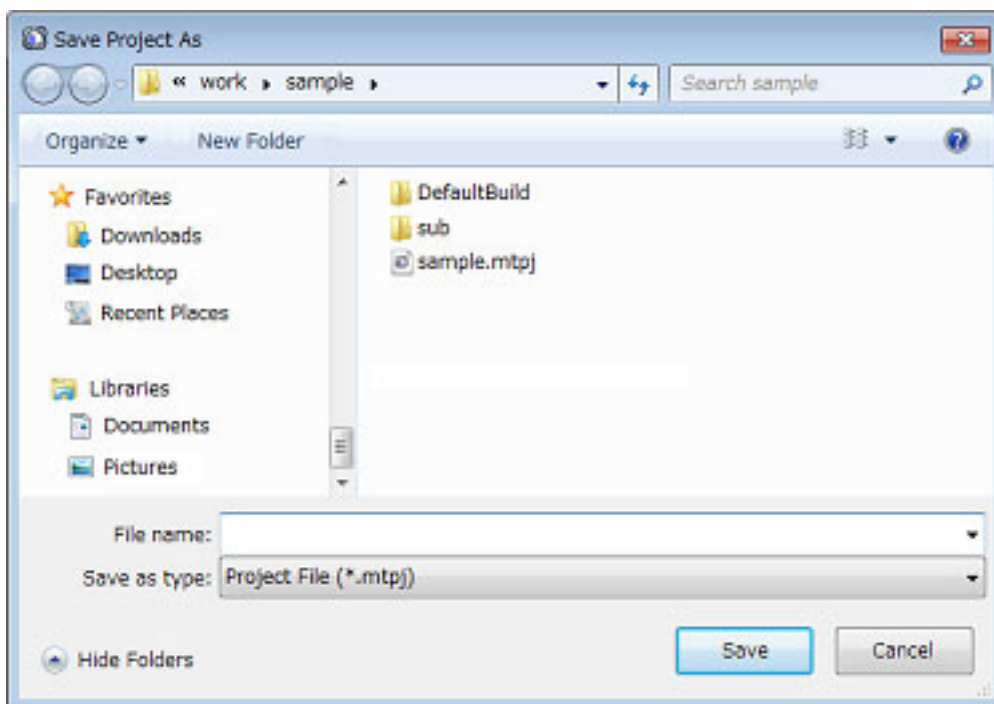 Save Project As
« work ▸ sample ▸
Search sample
Organize ▾ New Folder
Favorites
Downloads
Desktop
Recent Places
Libraries
Documents
Pictures
DefaultBuild
sub
sample.mtpj
File name:
Save as type: Project File (*.mtpj)
Hide Folders
Save
Cancel